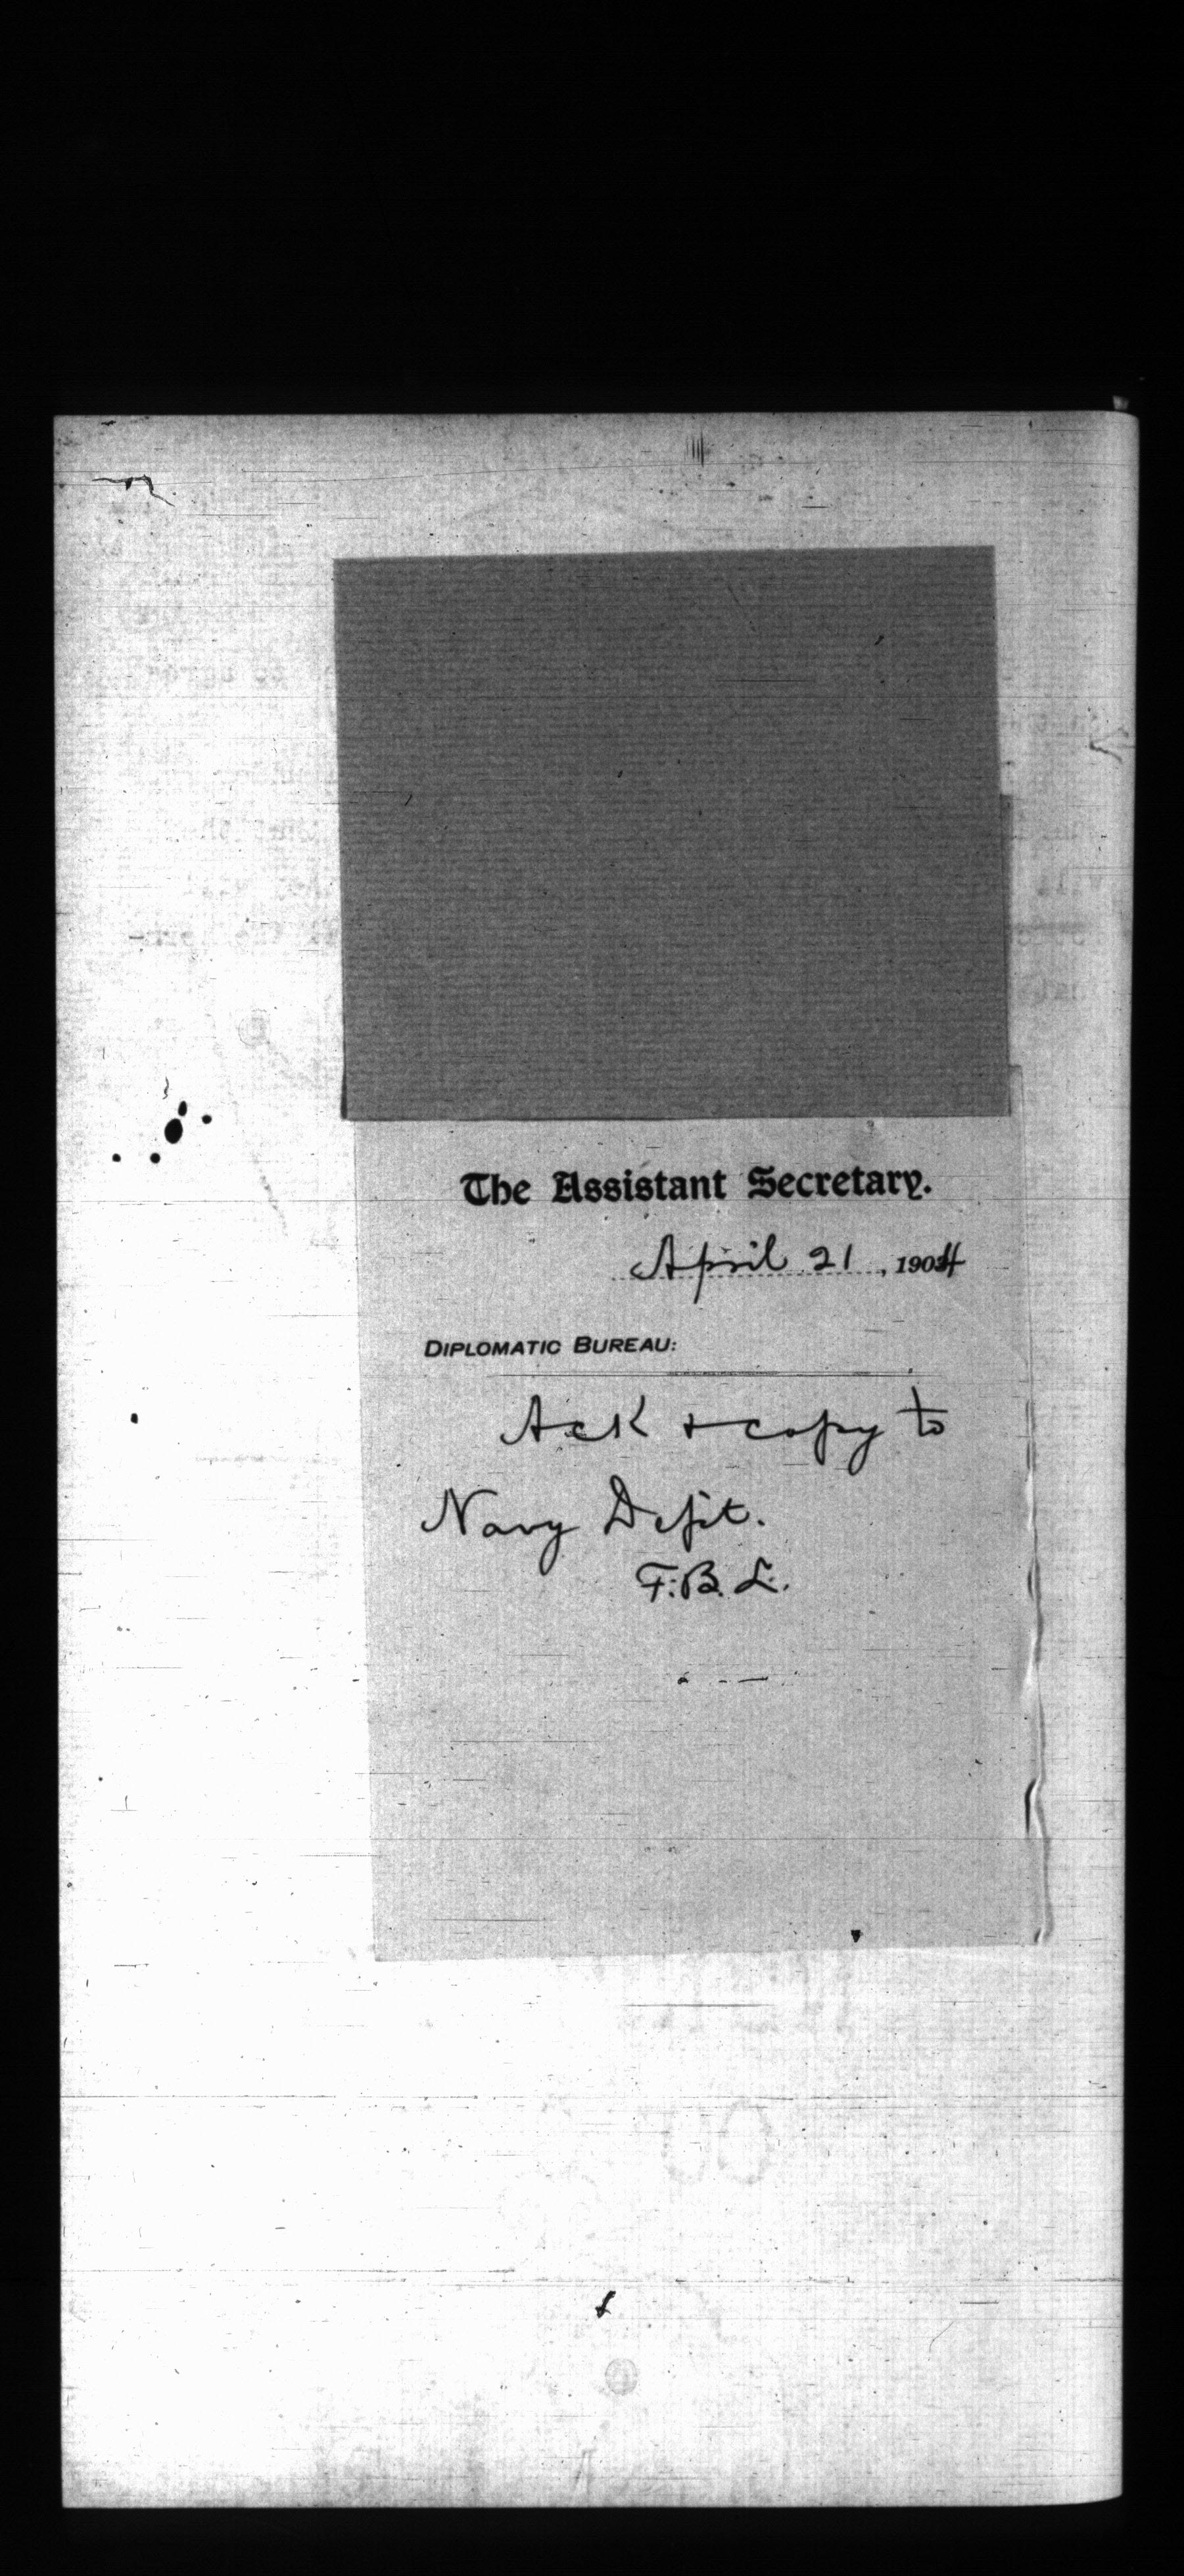 The Assistant Secretary.
April 21, 1904
DIPLOMATIC BUREAU:
Ack & copy to
Navy Dept.
F.B.L.